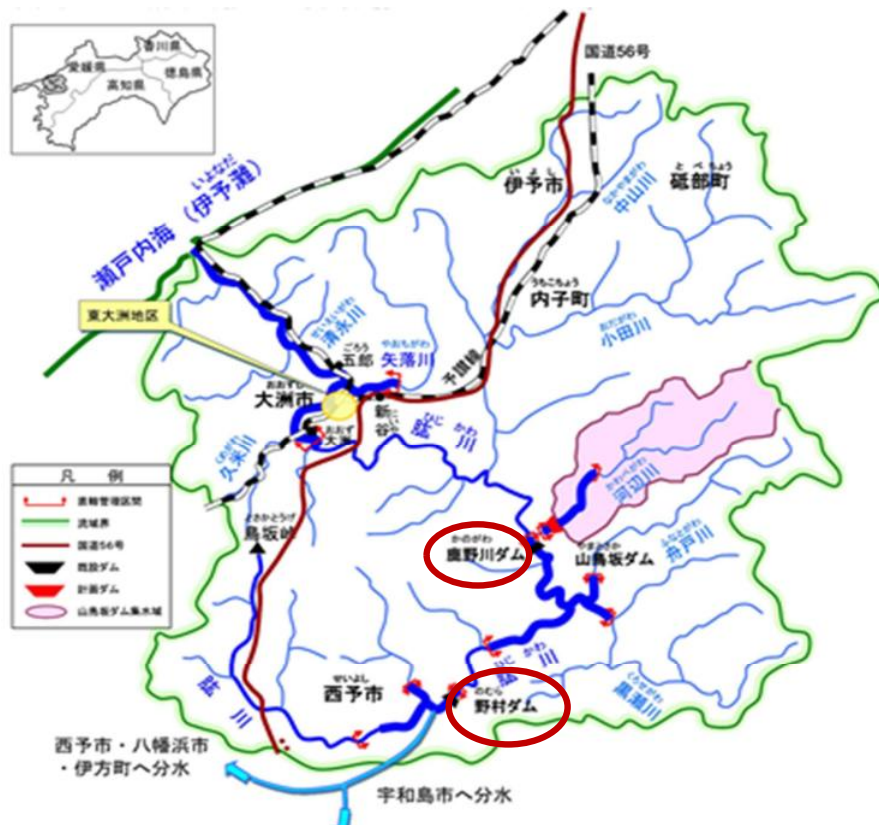 香川県
愛媛県
徳島県
高知県
国道56号
いよなだ
瀬戸内海（伊予灘）
いよし
伊予市
なかやまがわ
中山川
とべちょう
砥部町
うちこちょう
内子町
おだがわ
小田川
東大洲地区
せいえいがわ
清永川
ごろう
五郎
やおちがわ
矢落川
予讃線
おおずし
大洲市
にいや
新谷
ひじかわ
肱川
おおず
大洲
くめがわ
久米川
かわべがわ
河辺川
凡例
直轄管理区間
流域界
国道56号
既設ダム
計画ダム
山鳥坂ダム集水域
とさかとうげ
鳥坂峠
かのがわ
鹿野川ダム
やまとさか
山鳥坂ダム
ふなとがわ
舟戸川
ひじかわ
肱川
せいよし
西予市
のむら
野村ダム
くろせがわ
黒瀬川
肱川
西予市・八幡浜市
・伊方町へ分水
宇和島市へ分水